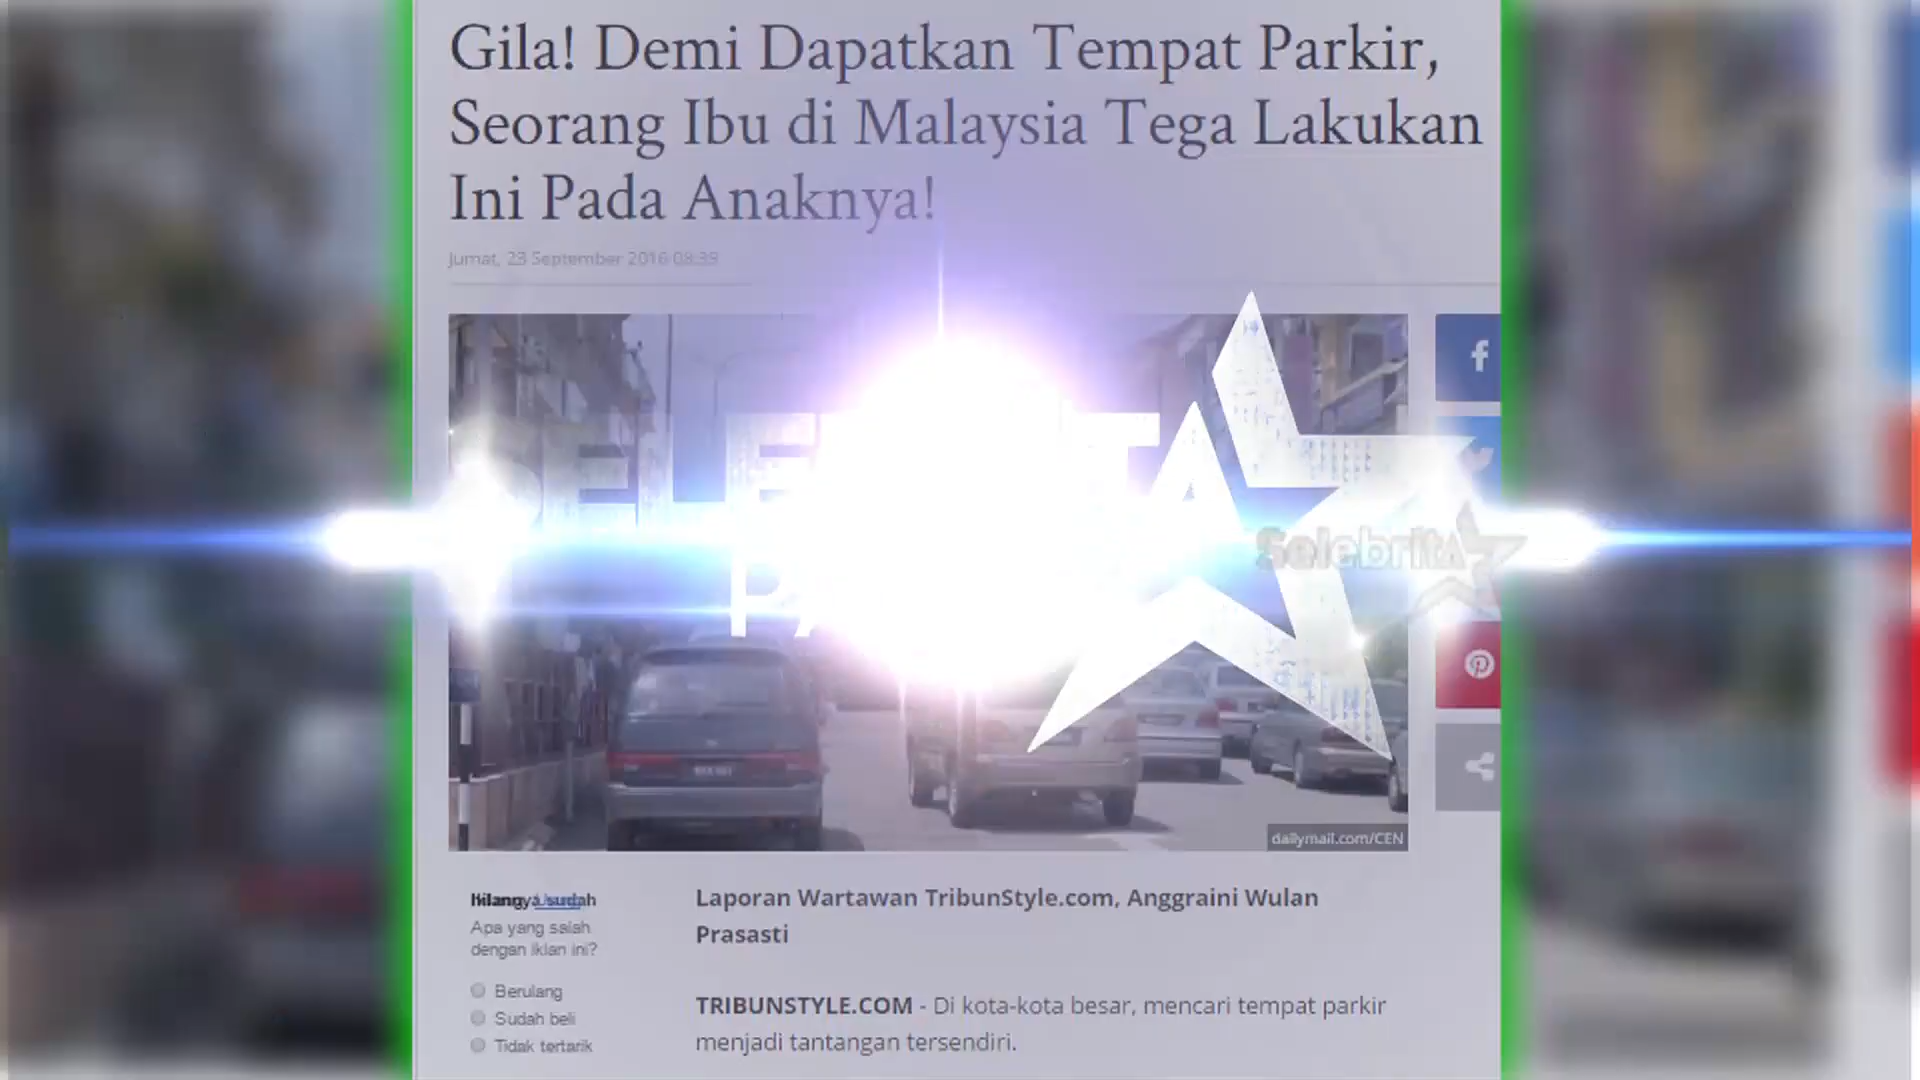 Gila! Demi Dapatkan Tempat Parkir,
Seorang Ibu di Malaysia Tega Lakukan
Ini Pada Anaknya!
Jumat, 23 September 2016 08:39
f
SelebritA
dailymail.com/CEN
sudah
Apa yang salah
dengan iklan ini?
Berulang
Sudah beli
Tidak tertarik
Laporan Wartawan TribunStyle.com, Anggraini Wulan
Prasasti
TRIBUNSTYLE.COM - Di kota-kota besar, mencari tempat parkir
menjadi tantangan tersendiri.